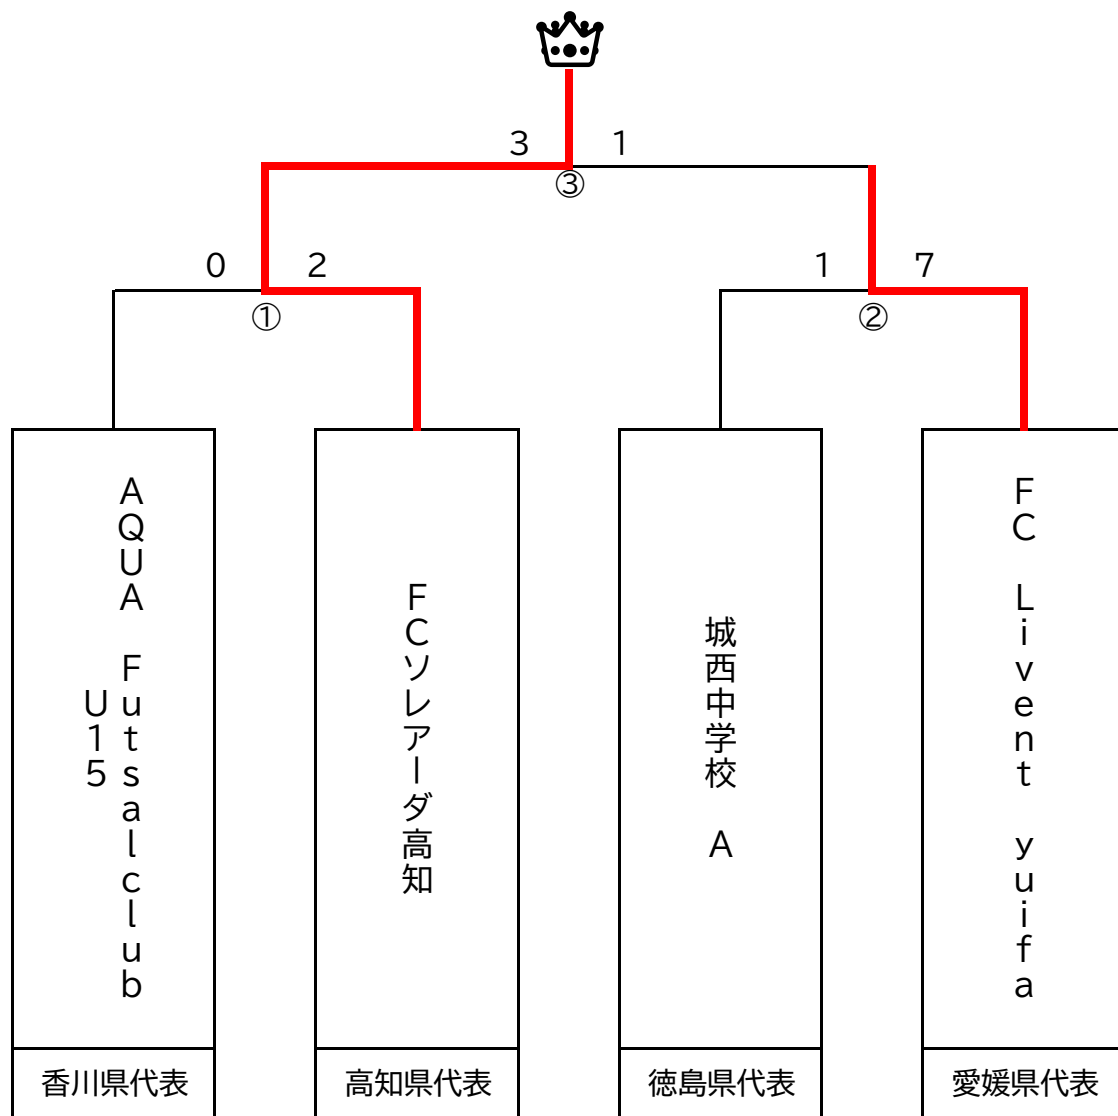 3 1
③
0 2
1 7
①
②
AQUA Futsalclub
U15
FCソレアーダ高知
城西中学校 A
FC Livent yuifa
香川県代表
高知県代表
徳島県代表
愛媛県代表